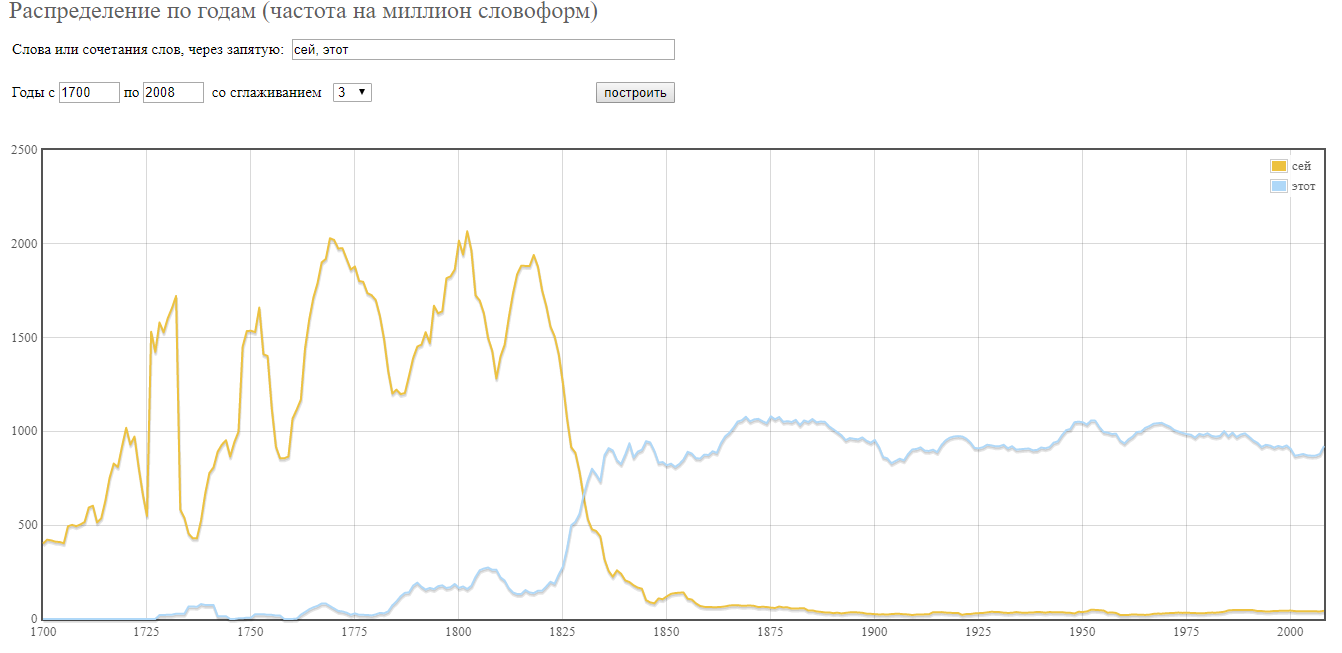 Распределение по годам (частота на миллион словоформ)
Слова или сочетания слов, через запятую: сей, этот
Годы с 1700 по 2008 со сглаживанием 3 построить
2500
2000
1500
1000
500
0
сей
этот
1700 1725 1750 1775 1800 1825 1850 1875 1900 1925 1950 1975 2000